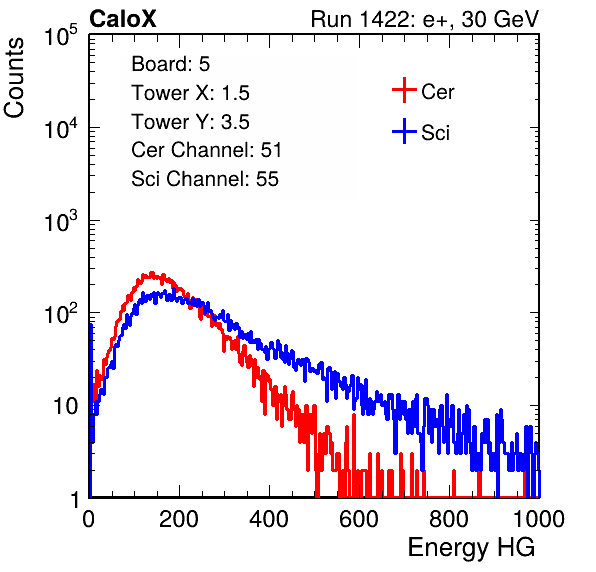 CaloX Run 1422: e+, 30 GeV
Counts
10^5
10^4
10^3
10^2
10
1
Board: 5
Tower X: 1.5
Tower Y: 3.5
Cer Channel: 51
Sci Channel: 55
Cer
Sci
0 200 400 600 800 1000
Energy HG